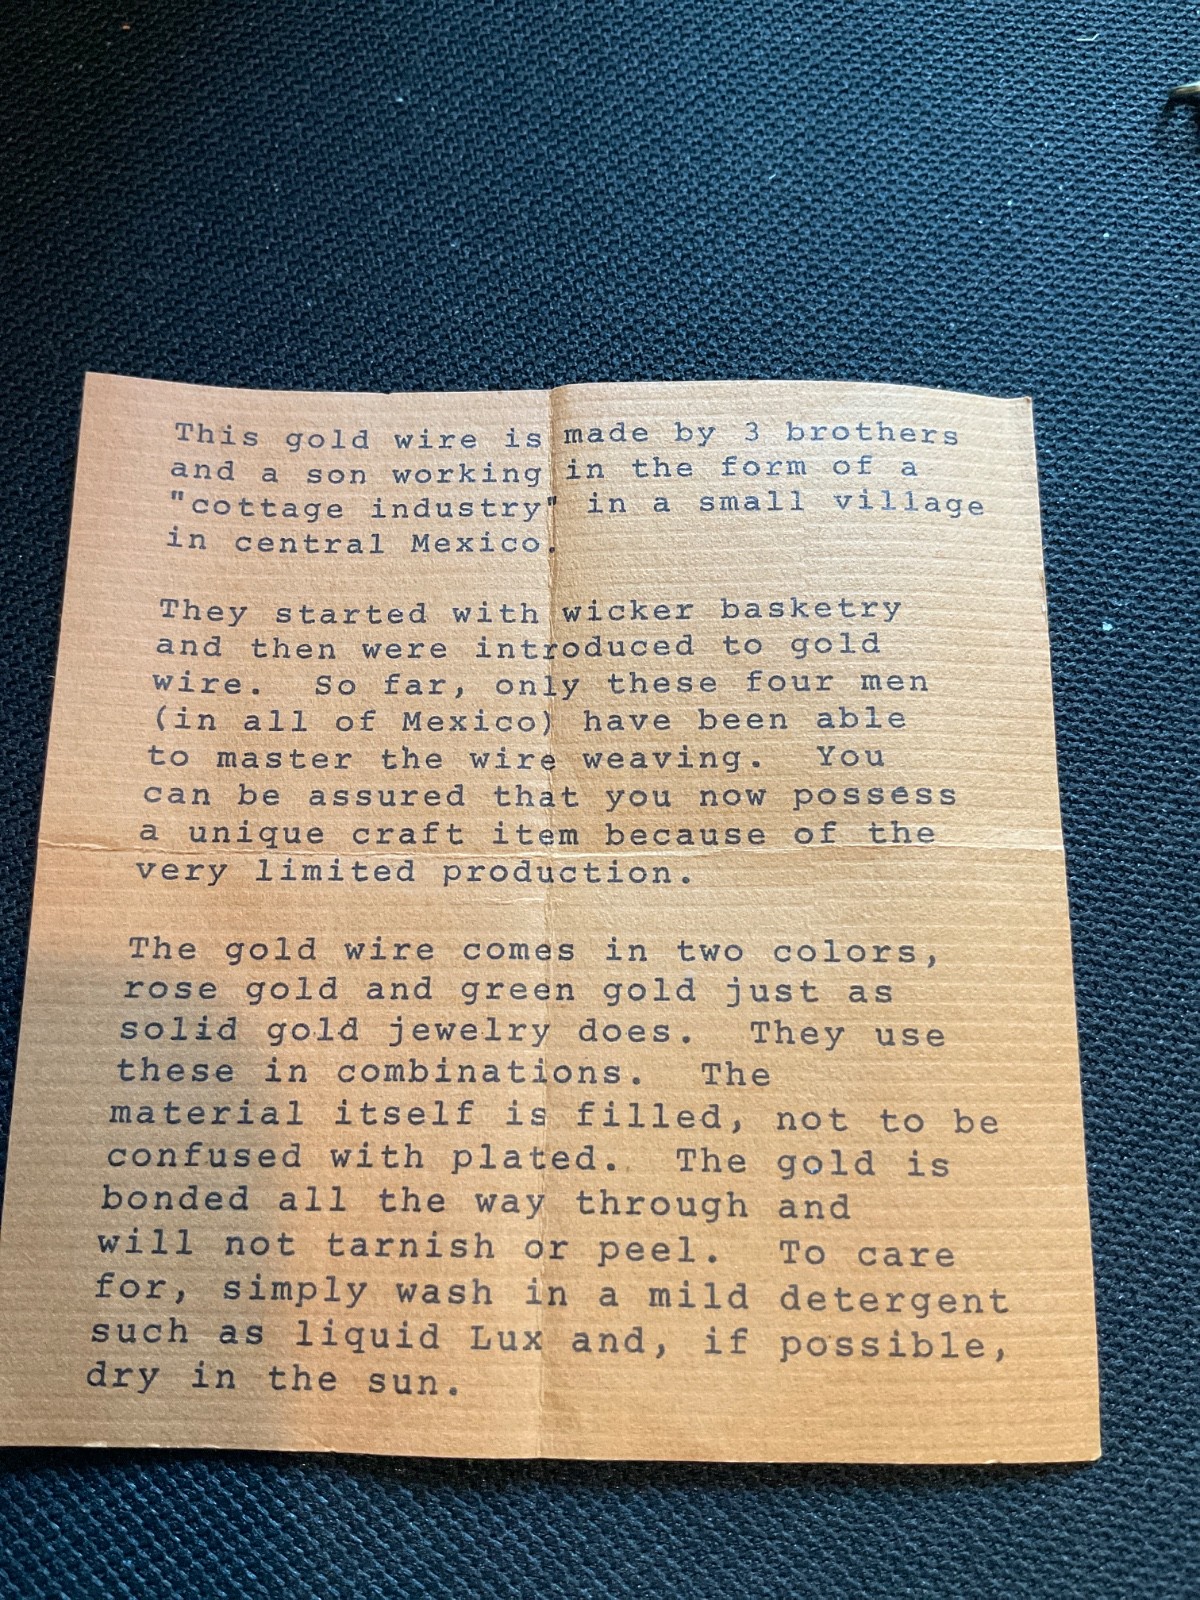 This gold wire is made by 3 brothers
and a son working in the form of a
"cottage industry" in a small village
in central Mexico.
They started with wicker basketry
and then were introduced to gold
wire.  So far, only these four men
(in all of Mexico) have been able
to master the wire weaving.  You
can be assured that you now possess
a unique craft item because of the
very limited production.
The gold wire comes in two colors,
rose gold and green gold just as
solid gold jewelry does.  They use
these in combinations.  The
material itself is filled, not to be
confused with plated.  The gold is
bonded all the way through and
will not tarnish or peel.  To care
for, simply wash in a mild detergent
such as liquid Lux and, if possible,
dry in the sun.